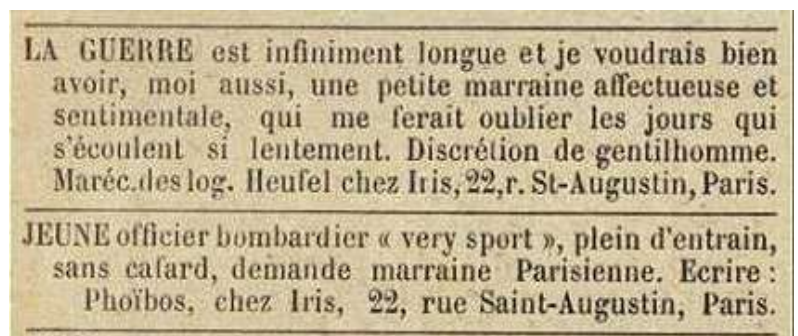 LA GUERRE est infiniment longue et je voudrais bien
avoir, moi aussi, une petite marraine affectueuse et
sentimentale, qui me ferait oublier les jours qui
s'écoulent si lentement. Discrétion de gentilhomme.
Maréc. des log. Heufel chez Iris, 22, r. St-Augustin, Paris.
JEUNE officier bombardier « very sport », plein d'entrain,
sans cafard, demande marraine Parisienne. Ecrire :
Phoïbos, chez Iris, 22, rue Saint-Augustin, Paris.